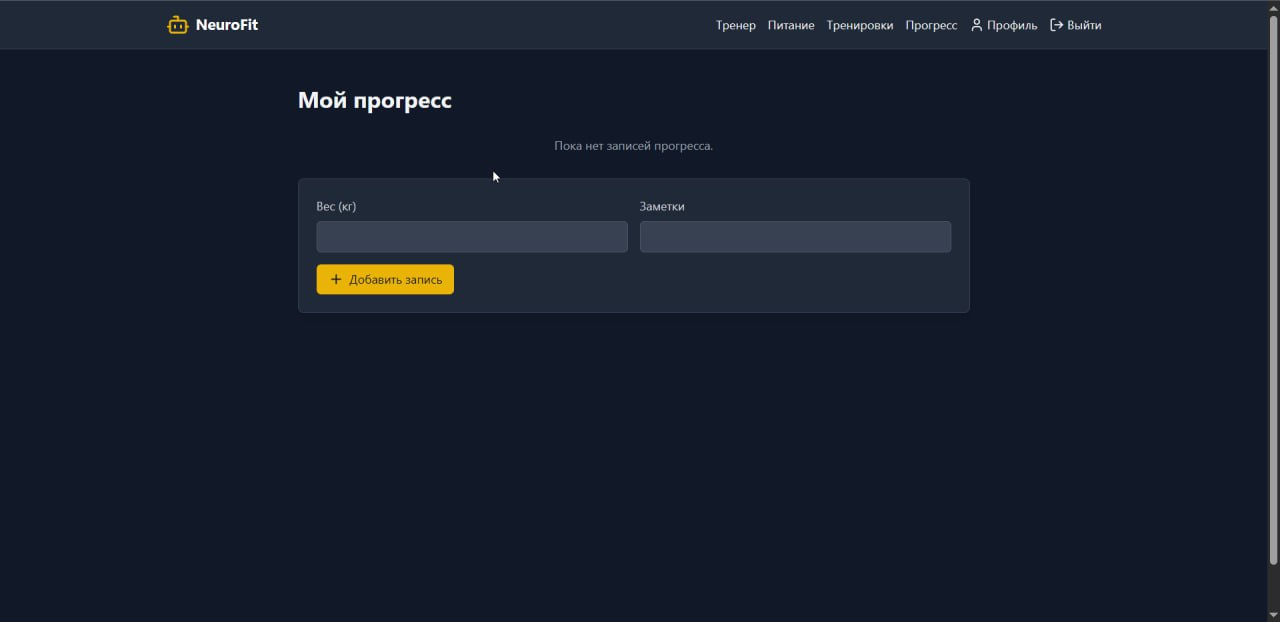 NeuroFit
Тренер Питание Тренировки Прогресс Профиль Выйти
Мой прогресс
Пока нет записей прогресса.
Вес (кг) Заметки
+ Добавить запись